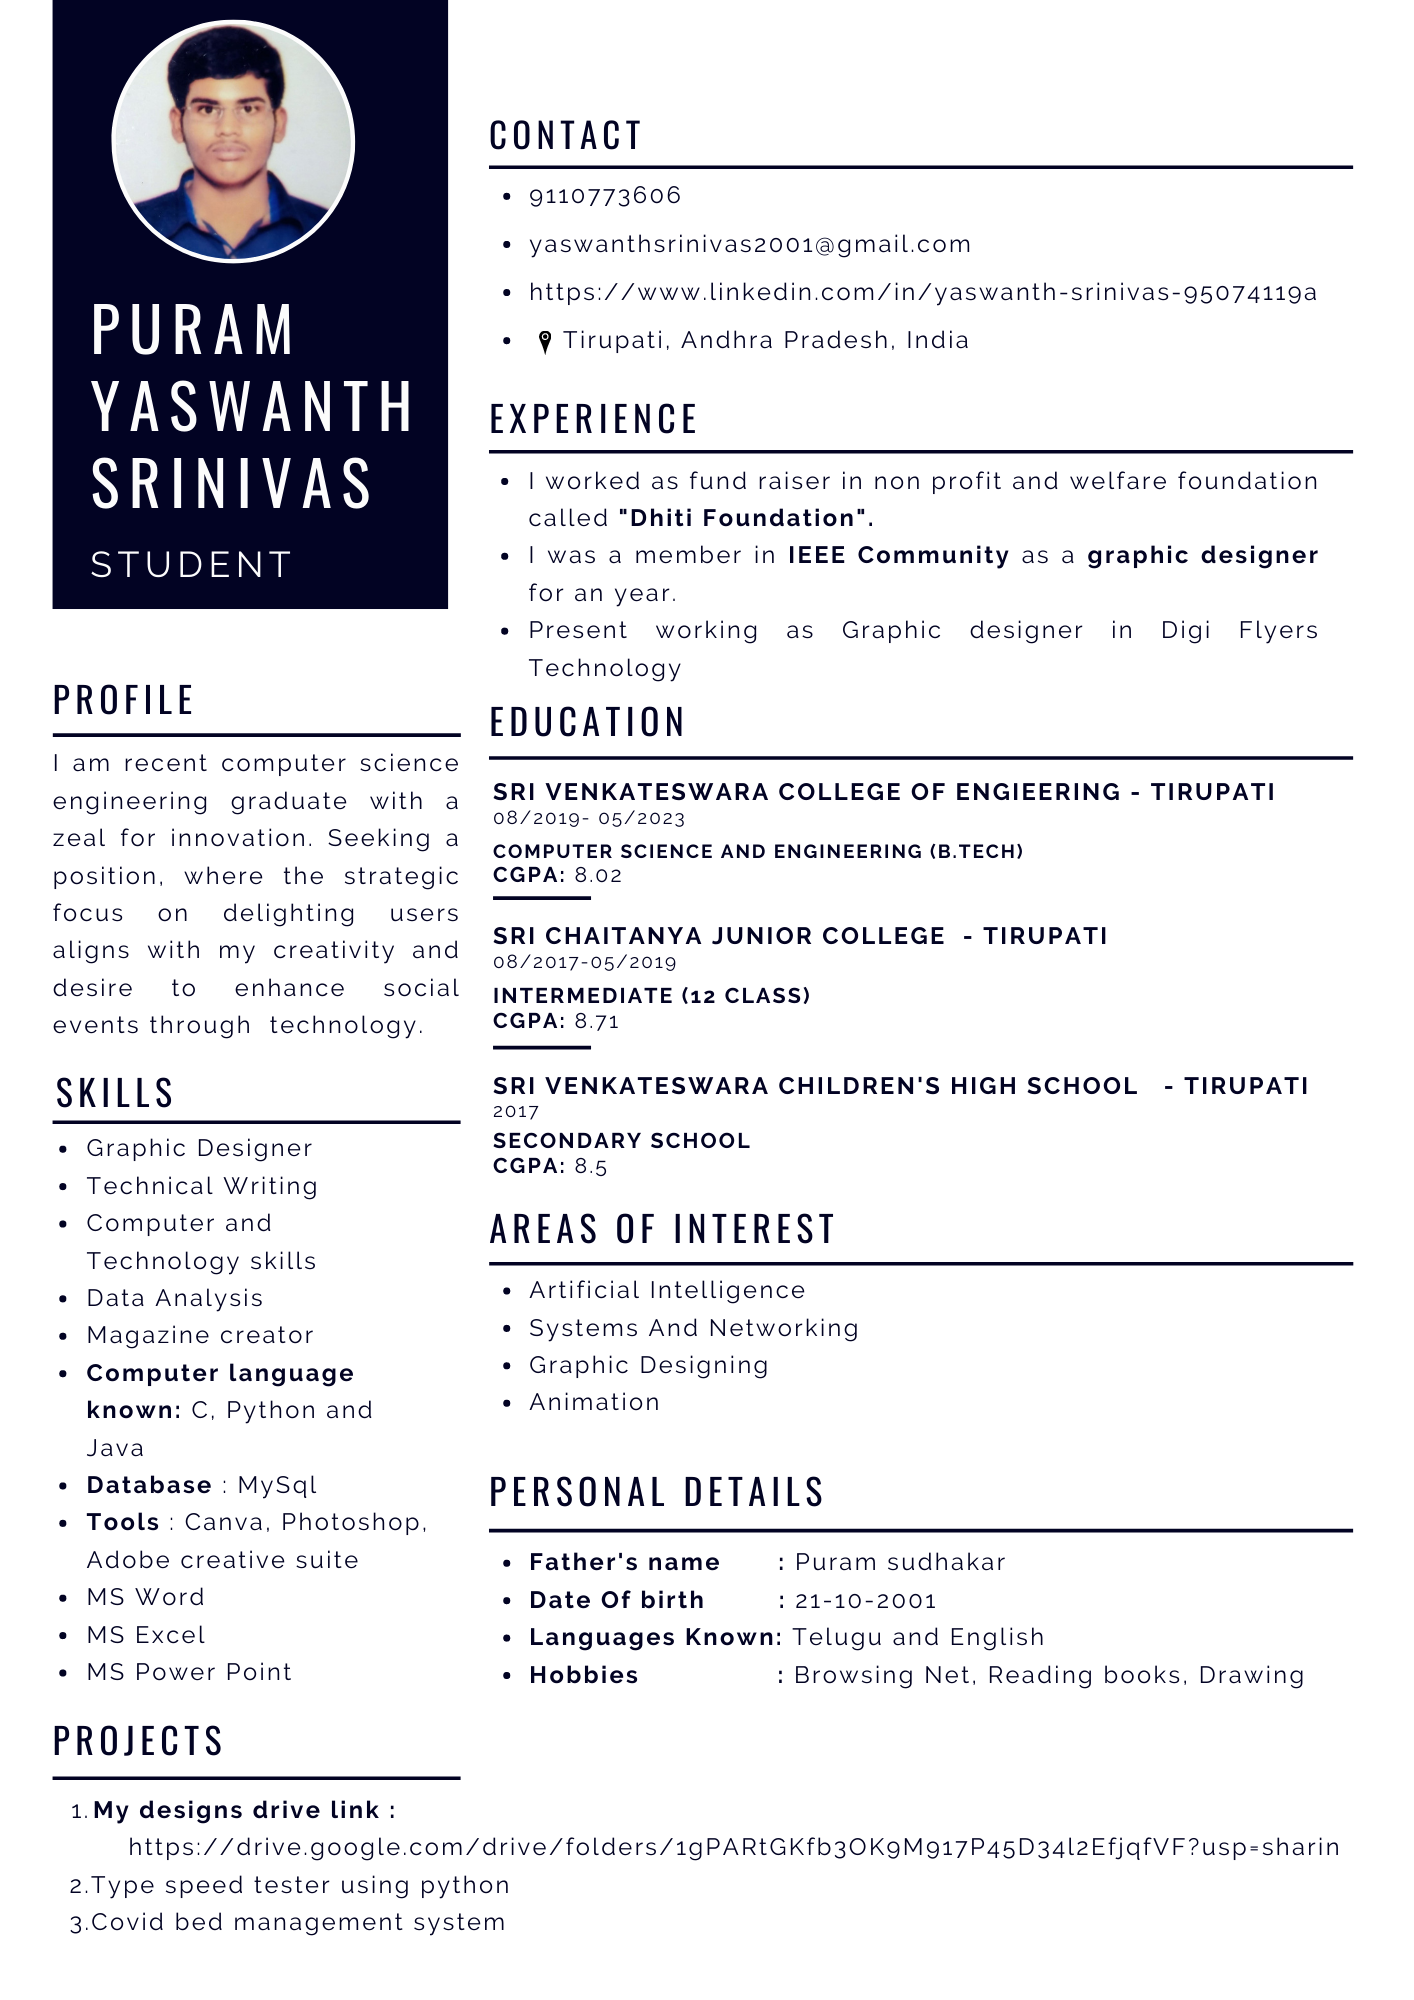 PURAM
YASWANTH
SRINIVAS
STUDENT
PROFILE
I am recent computer science
engineering graduate with a
zeal for innovation. Seeking a
position, where the strategic
focus on delighting users
aligns with my creativity and
desire to enhance social
events through technology.
SKILLS
• Graphic Designer
• Technical Writing
• Computer and
Technology skills
• Data Analysis
• Magazine creator
• Computer language
known: C, Python and
Java
• Database : MySql
• Tools : Canva, Photoshop,
Adobe creative suite
• MS Word
• MS Excel
• MS Power Point
CONTACT
• 9110773606
• yaswanthsrinivas2001@gmail.com
• https://www.linkedin.com/in/yaswanth-srinivas-95074119a
• Tirupati, Andhra Pradesh, India
EXPERIENCE
• I worked as fund raiser in non profit and welfare foundation
called "Dhiti Foundation".
• I was a member in IEEE Community as a graphic designer
for an year.
• Present working as Graphic designer in Digi Flyers
Technology
EDUCATION
SRI VENKATESWARA COLLEGE OF ENGIEERING - TIRUPATI
08/2019- 05/2023
COMPUTER SCIENCE AND ENGINEERING (B.TECH)
CGPA: 8.02
SRI CHAITANYA JUNIOR COLLEGE - TIRUPATI
08/2017-05/2019
INTERMEDIATE (12 CLASS)
CGPA: 8.71
SRI VENKATESWARA CHILDREN'S HIGH SCHOOL - TIRUPATI
2017
SECONDARY SCHOOL
CGPA: 8.5
AREAS OF INTEREST
• Artificial Intelligence
• Systems And Networking
• Graphic Designing
• Animation
PERSONAL DETAILS
• Father's name : Puram sudhakar
• Date Of birth : 21-10-2001
• Languages Known: Telugu and English
• Hobbies : Browsing Net, Reading books, Drawing
PROJECTS
1. My designs drive link :
https://drive.google.com/drive/folders/1gPARtGKfb3OK9M917P45D34l2EfjqfVF?usp=sharin
2.Type speed tester using python
3.Covid bed management system